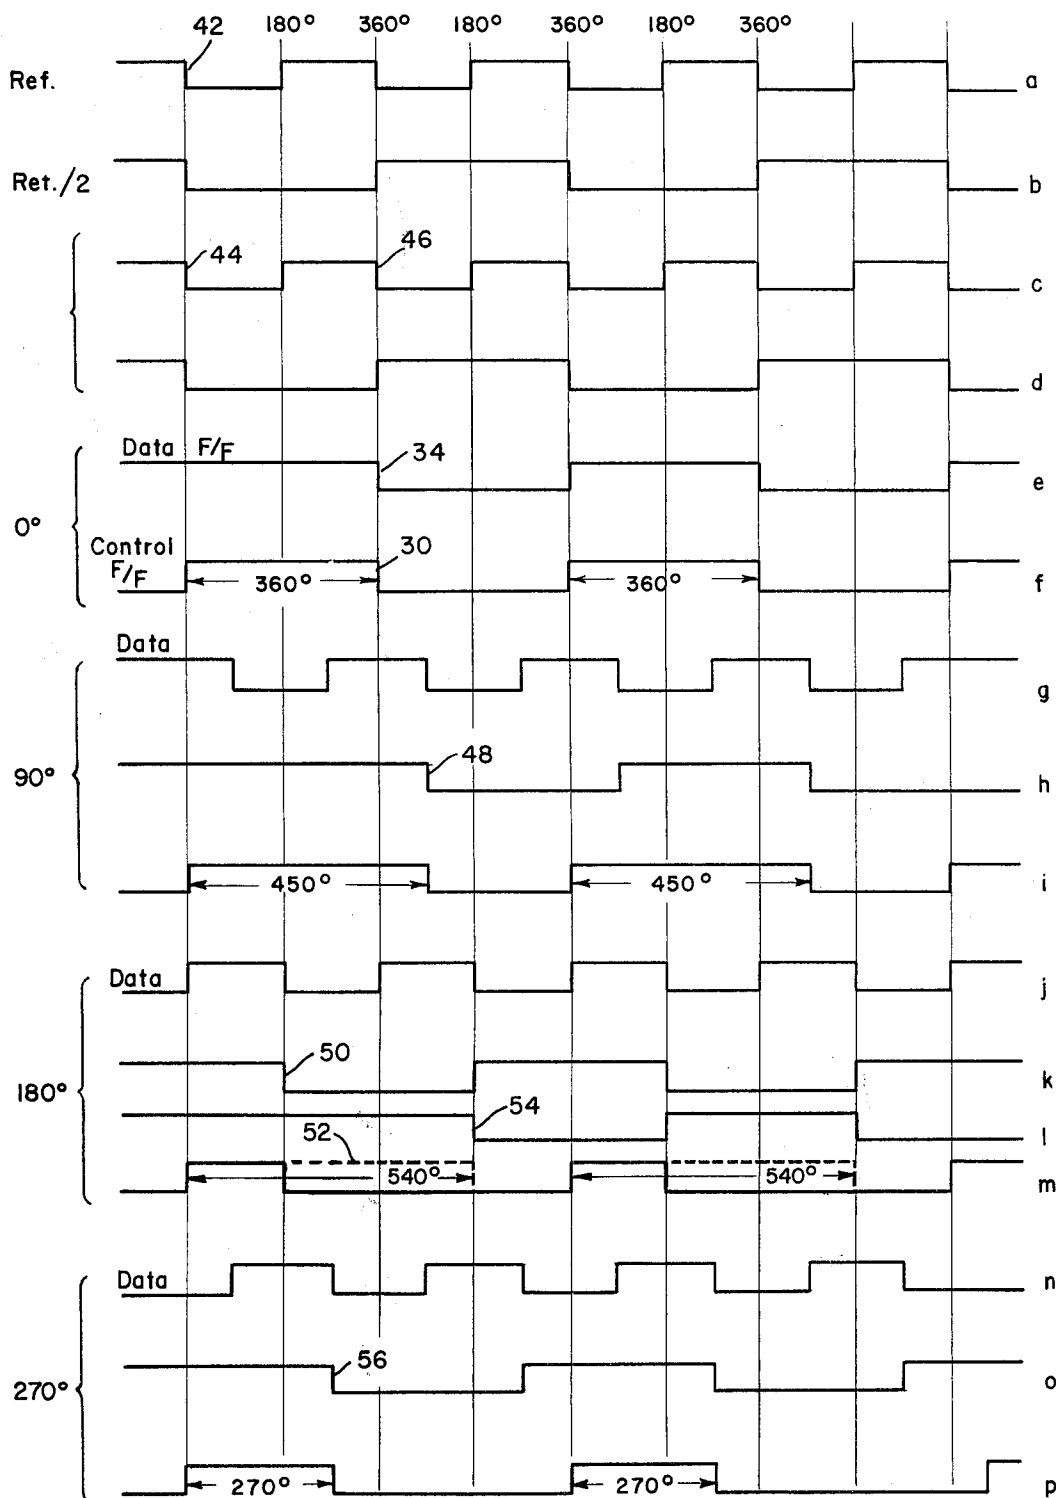 42 180° 360° 180° 360° 180° 360°
Ref. a
Ret./2 b
44 46 c
d
Data F/F 34 e
0°
Control F/F 30
360° 360° f
Data g
48 h
90°
450° 450° i
Data j
50 k
180°
54 l
52
540° 540° m
Data n
56 o
270°
270° 270° p